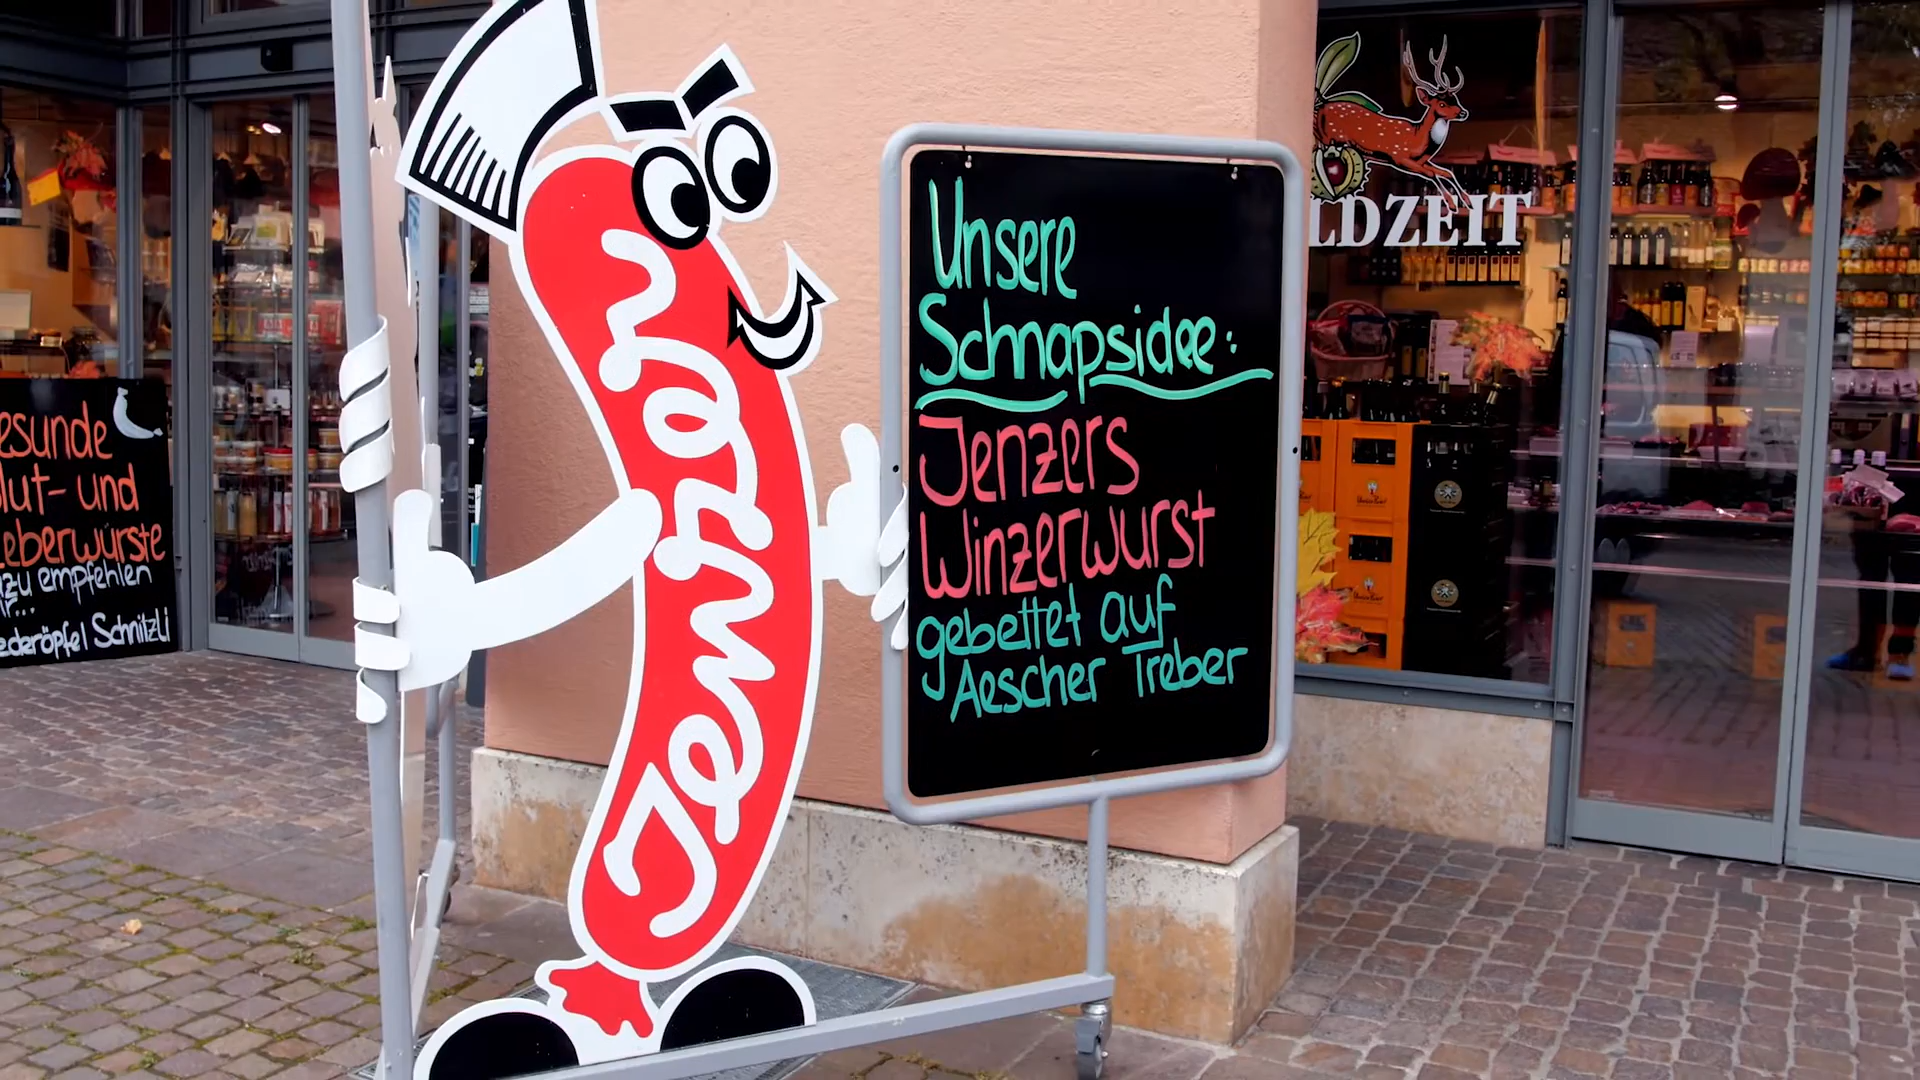 esunde
lut- und
eberwürste
zu empfehlen
ederöpfel Schnitzli
Jenzer
Unsere
Schnapsidee:
Jenzers
Winzerwurst
gebettet auf
Aescher Treber
LDZEIT